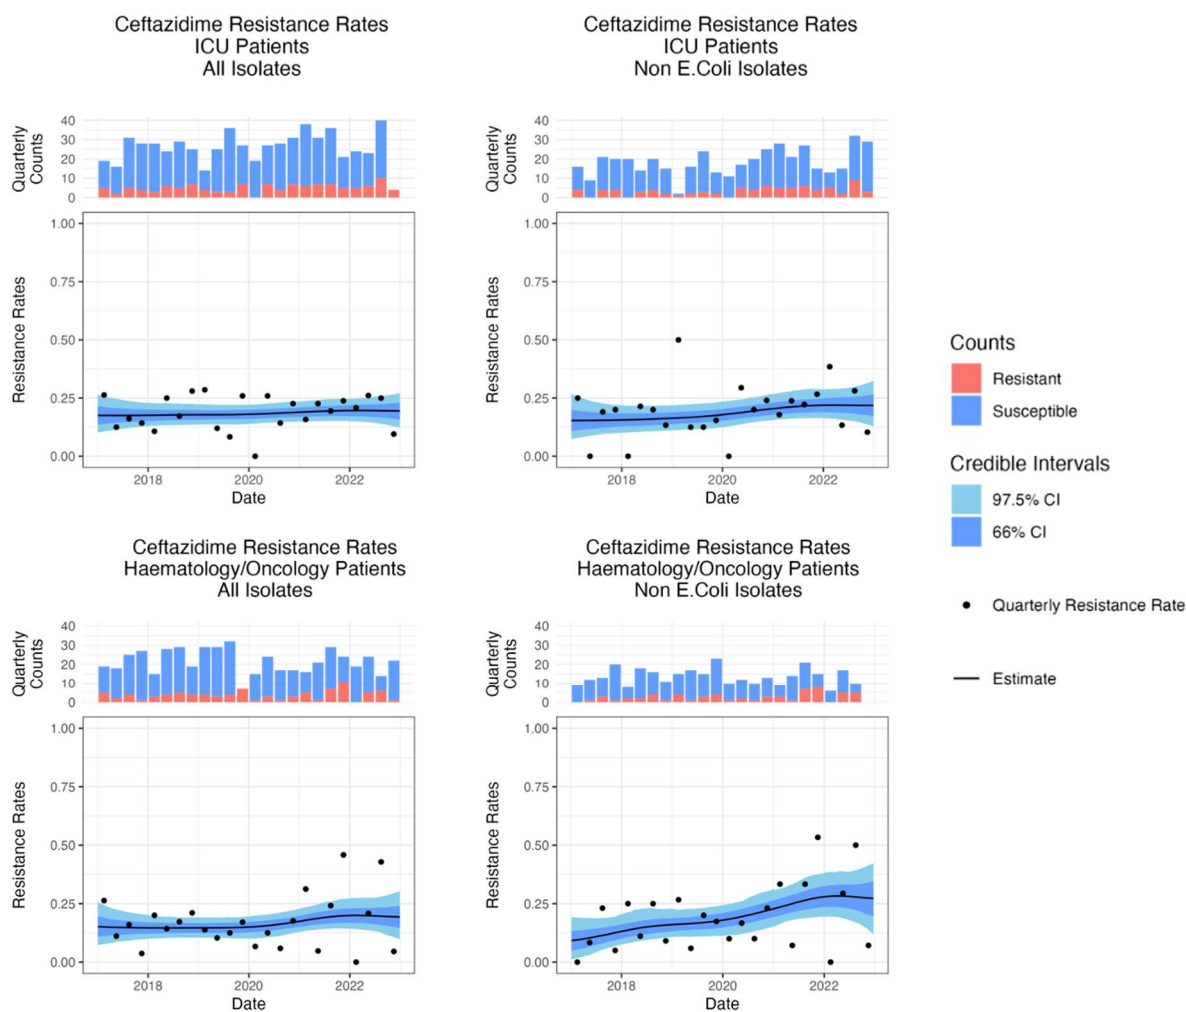 Ceftazidime Resistance Rates
ICU Patients
All Isolates
Quarterly
Counts
40
30
20
10
0
Resistance Rates
1.00
0.75
0.50
0.25
0.00
2018
2020
2022
Date
Ceftazidime Resistance Rates
ICU Patients
Non E.Coli Isolates
Quarterly
Counts
40
30
20
10
0
Resistance Rates
1.00
0.75
0.50
0.25
0.00
2018
2020
2022
Date
Ceftazidime Resistance Rates
Haematology/Oncology Patients
All Isolates
Quarterly
Counts
40
30
20
10
0
Resistance Rates
1.00
0.75
0.50
0.25
0.00
2018
2020
2022
Date
Ceftazidime Resistance Rates
Haematology/Oncology Patients
Non E.Coli Isolates
Quarterly
Counts
40
30
20
10
0
Resistance Rates
1.00
0.75
0.50
0.25
0.00
2018
2020
2022
Date
Counts
Resistant
Susceptible
Credible Intervals
97.5% CI
66% CI
Quarterly Resistance Rate
Estimate